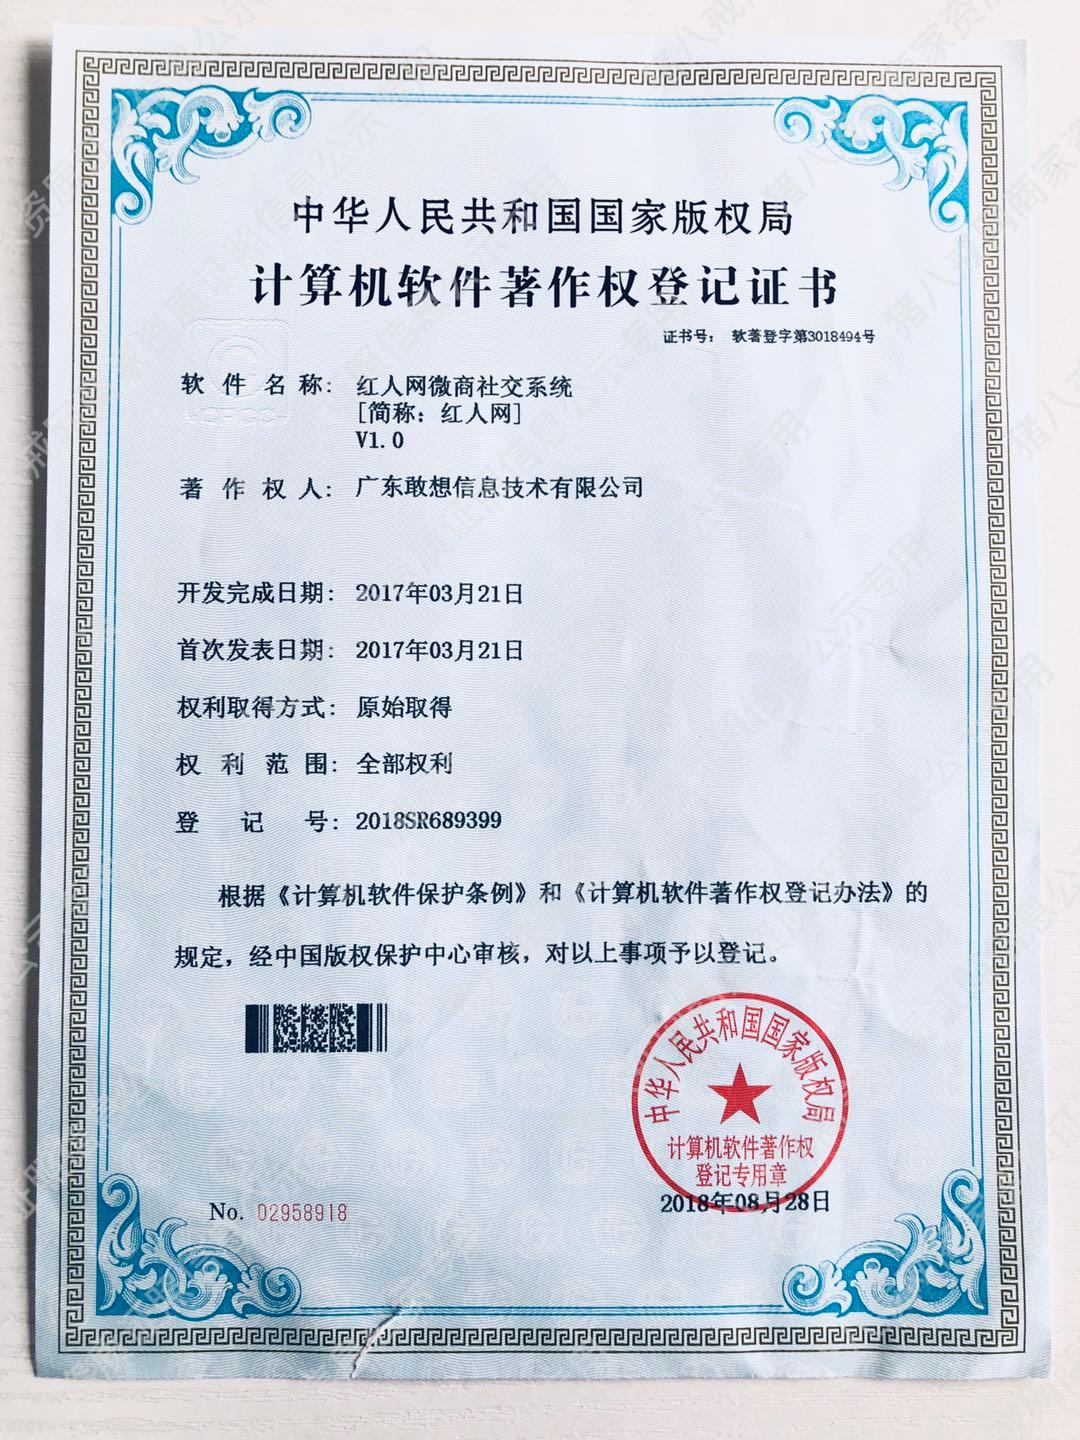 中华人民共和国国家版权局
计算机软件著作权登记证书
证书号： 软著登字第3018494号
软件名称： 红人网微商社交系统
[简称：红人网]
V1.0
著作权人： 广东敢想信息技术有限公司
开发完成日期： 2017年03月21日
首次发表日期： 2017年03月21日
权利取得方式： 原始取得
权利范围： 全部权利
登记号： 2018SR689399
根据《计算机软件保护条例》和《计算机软件著作权登记办法》的
规定，经中国版权保护中心审核，对以上事项予以登记。
中华人民共和国国家版权局
计算机软件著作权
登记专用章
No. 02958918
2018年08月28日